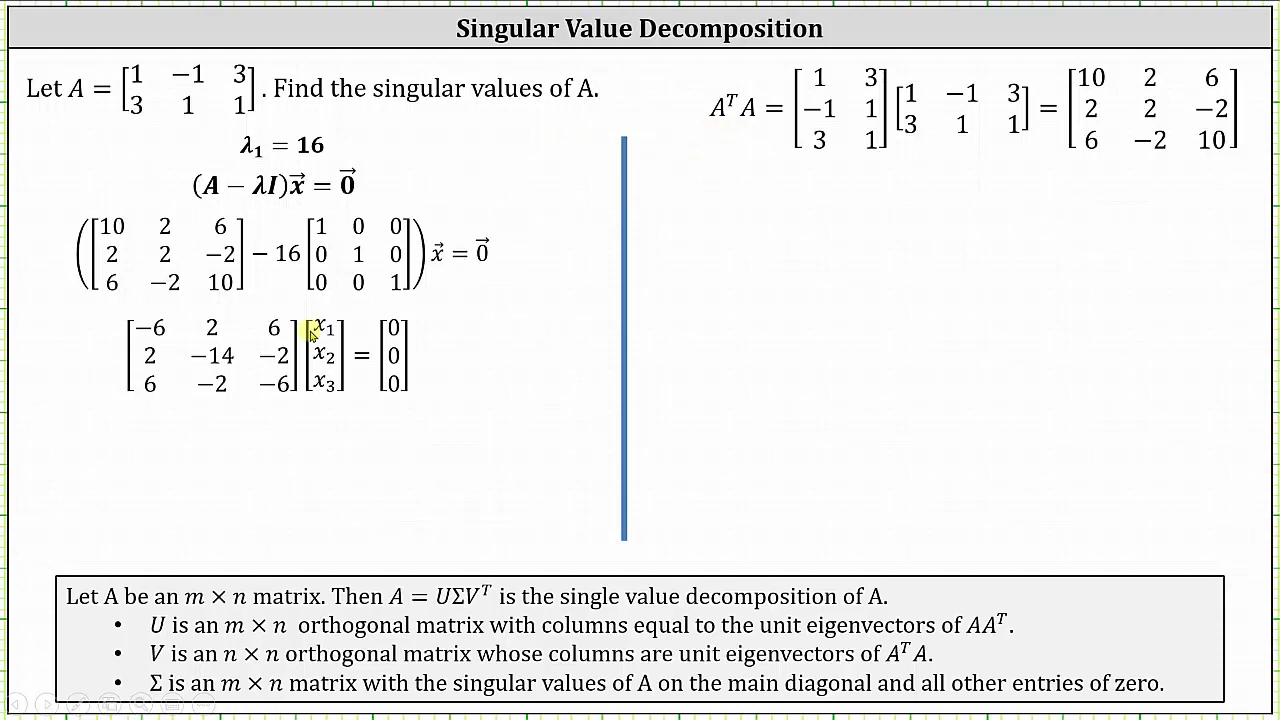 Singular Value Decomposition
Let A = [1 −1 3; 3 1 1]. Find the singular values of A.
λ₁ = 16
(A − λI)x⃗ = 0⃗
([10 2 6; 2 2 −2; 6 −2 10] − 16 [1 0 0; 0 1 0; 0 0 1]) x⃗ = 0⃗
[−6 2 6; 2 −14 −2; 6 −2 −6] [x₁; x₂; x₃] = [0; 0; 0]
AᵀA = [1 3; −1 1; 3 1] [1 −1 3; 3 1 1] = [10 2 6; 2 2 −2; 6 −2 10]
Let A be an m × n matrix. Then A = UΣVᵀ is the single value decomposition of A.
• U is an m × n orthogonal matrix with columns equal to the unit eigenvectors of AAᵀ.
• V is an n × n orthogonal matrix whose columns are unit eigenvectors of AᵀA.
• Σ is an m × n matrix with the singular values of A on the main diagonal and all other entries of zero.